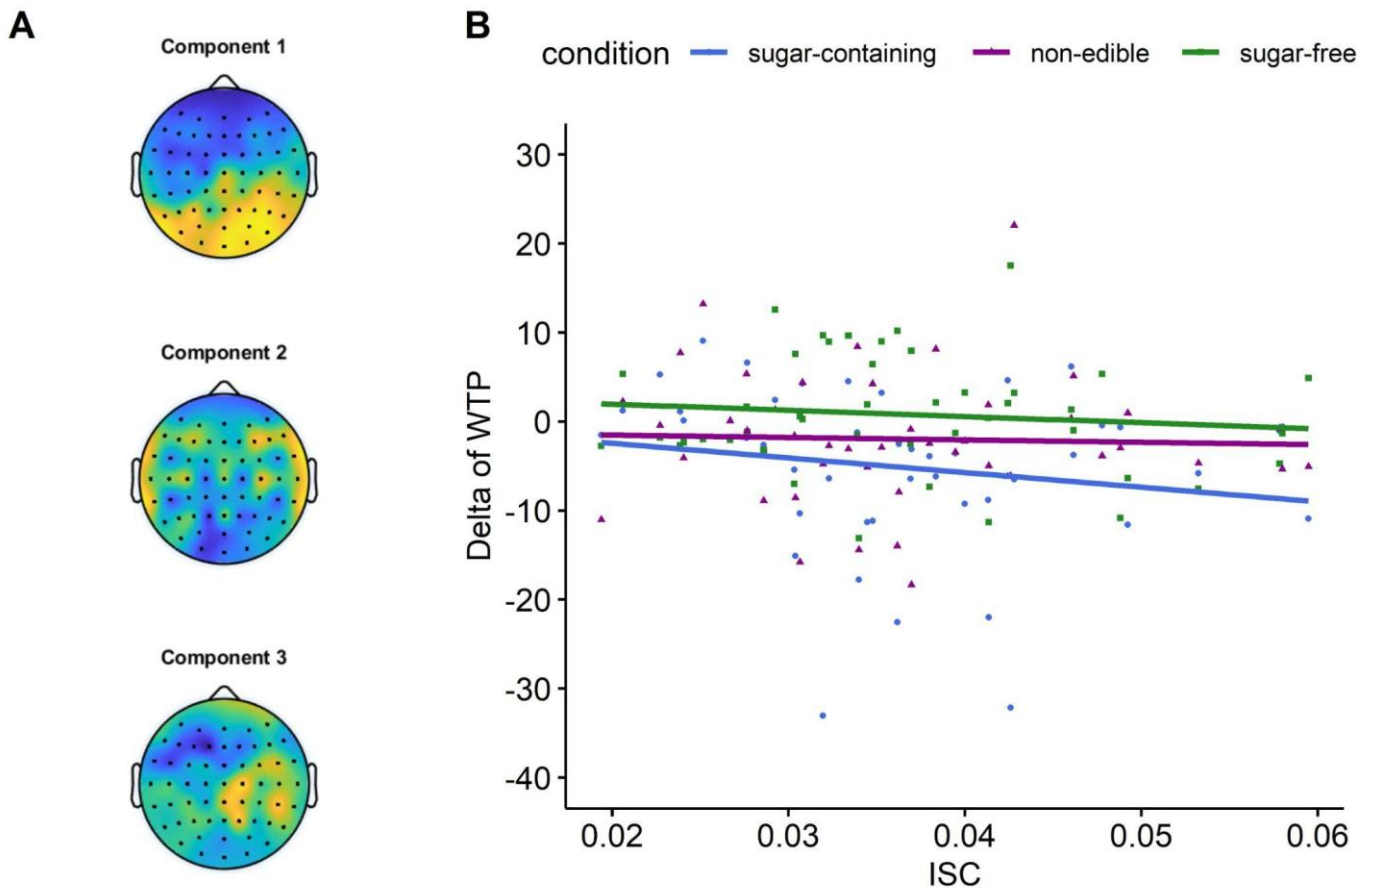 A
Component 1
Component 2
Component 3
B
condition sugar-containing non-edible sugar-free
Delta of WTP
30
20
10
0
-10
-20
-30
-40
0.02 0.03 0.04 0.05 0.06
ISC